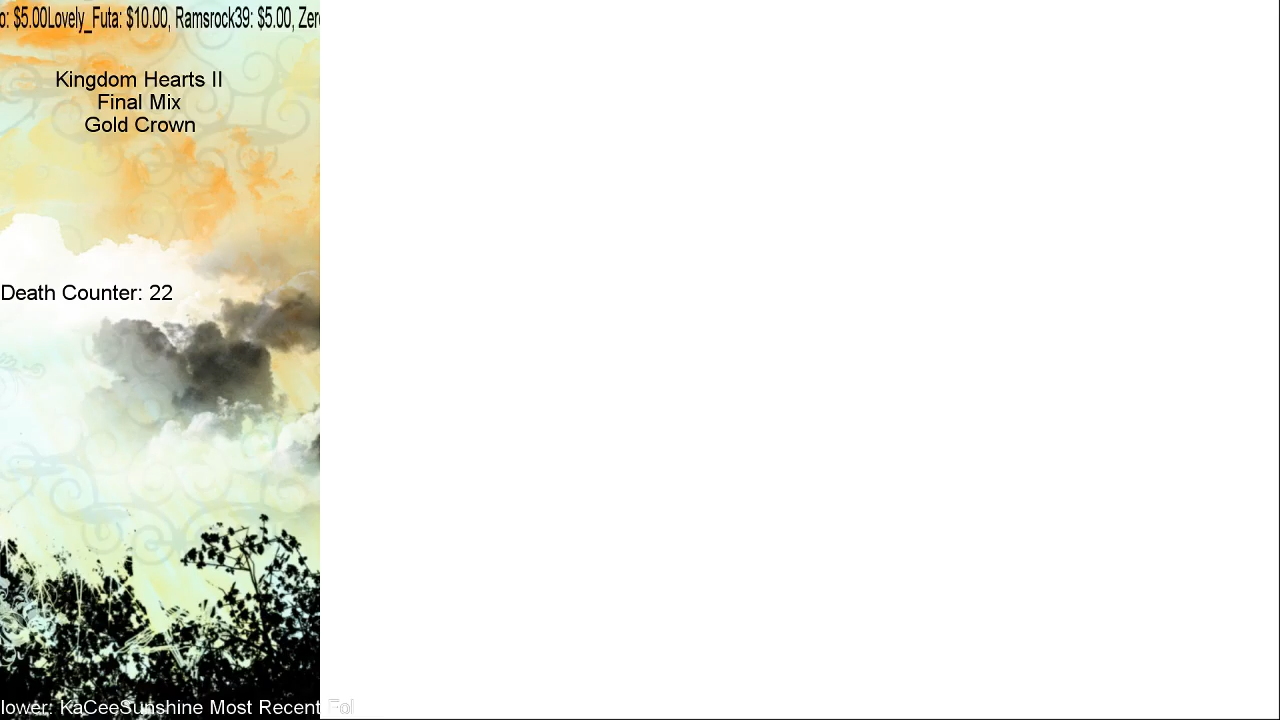 o: $5.00Lovely_Futa: $10.00, Ramsrock39: $5.00, Zer
Kingdom Hearts II
Final Mix
Gold Crown
Death Counter: 22
lower: KaCeeSunshine Most Recent Fol